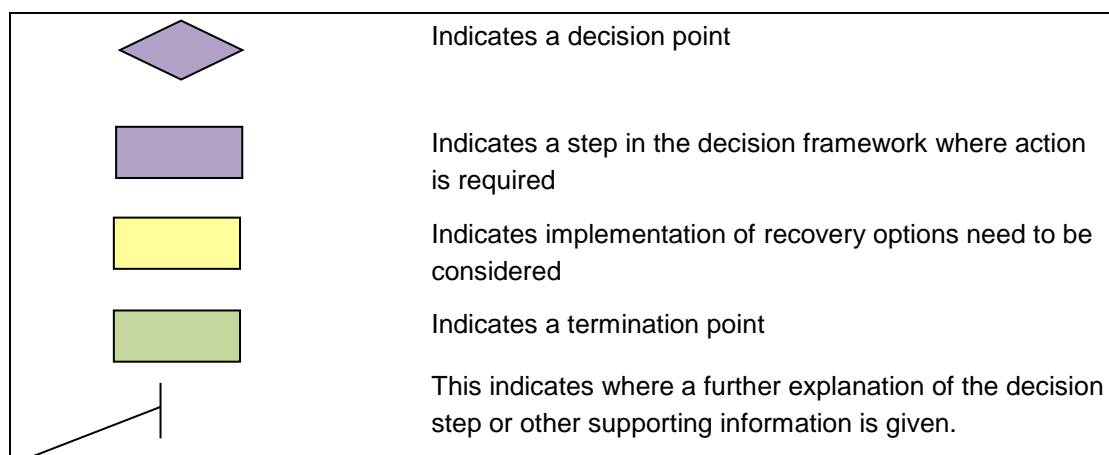 Indicates a decision point
Indicates a step in the decision framework where action
is required
Indicates implementation of recovery options need to be
considered
Indicates a termination point
This indicates where a further explanation of the decision
step or other supporting information is given.